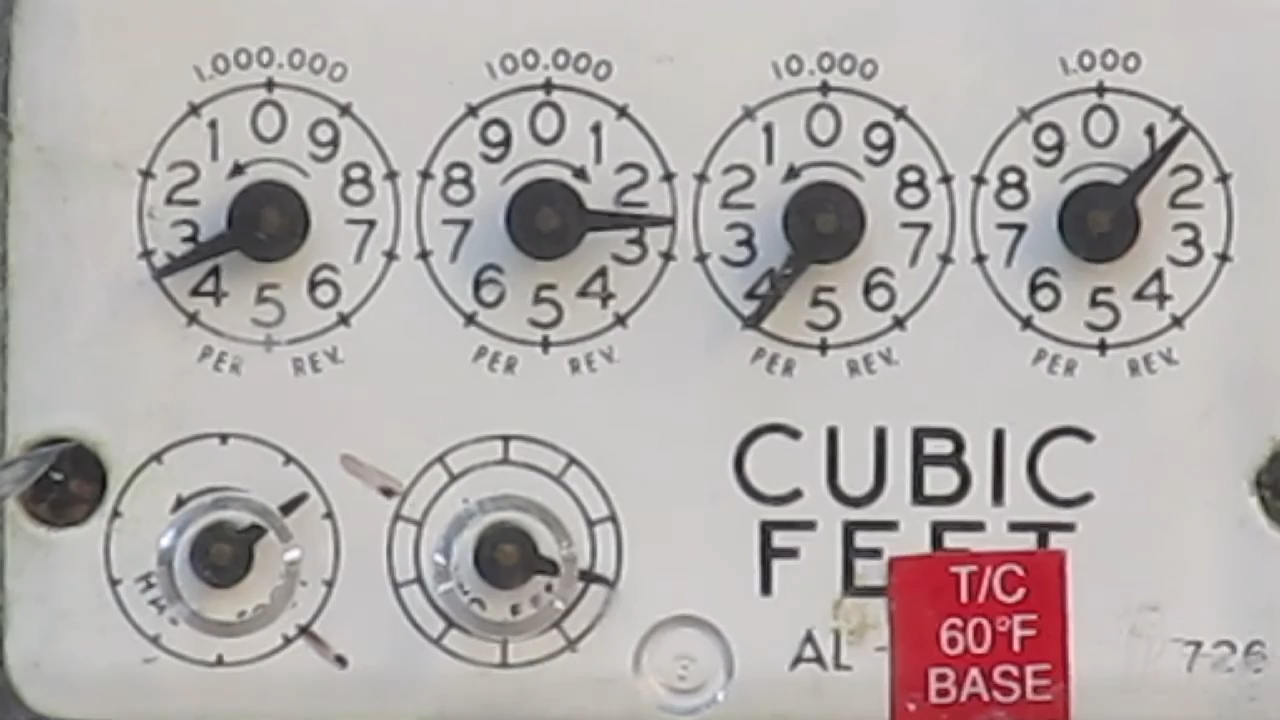 1.000.000 100.000 10.000 1.000
0 0 0 0
1 9 9 1 1 9 9 1
2 8 8 2 2 8 8 2
3 7 7 3 3 7 7 3
4 6 6 4 4 6 6 4
5 5 5 5
PER REV. PER REV. PER REV. PER REV.
CUBIC
FEET
T/C
60°F
BASE
AL - 726